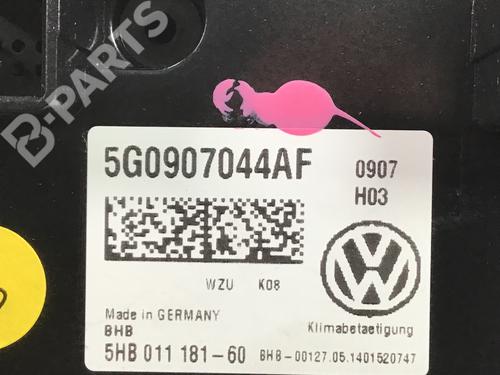 B-PARTS
5G0907044AF
0907
H03
WZU K08
Made in GERMANY
BHB
Klimabetaetigung
5HB 011 181-60
BHB-00127.05.1401520747